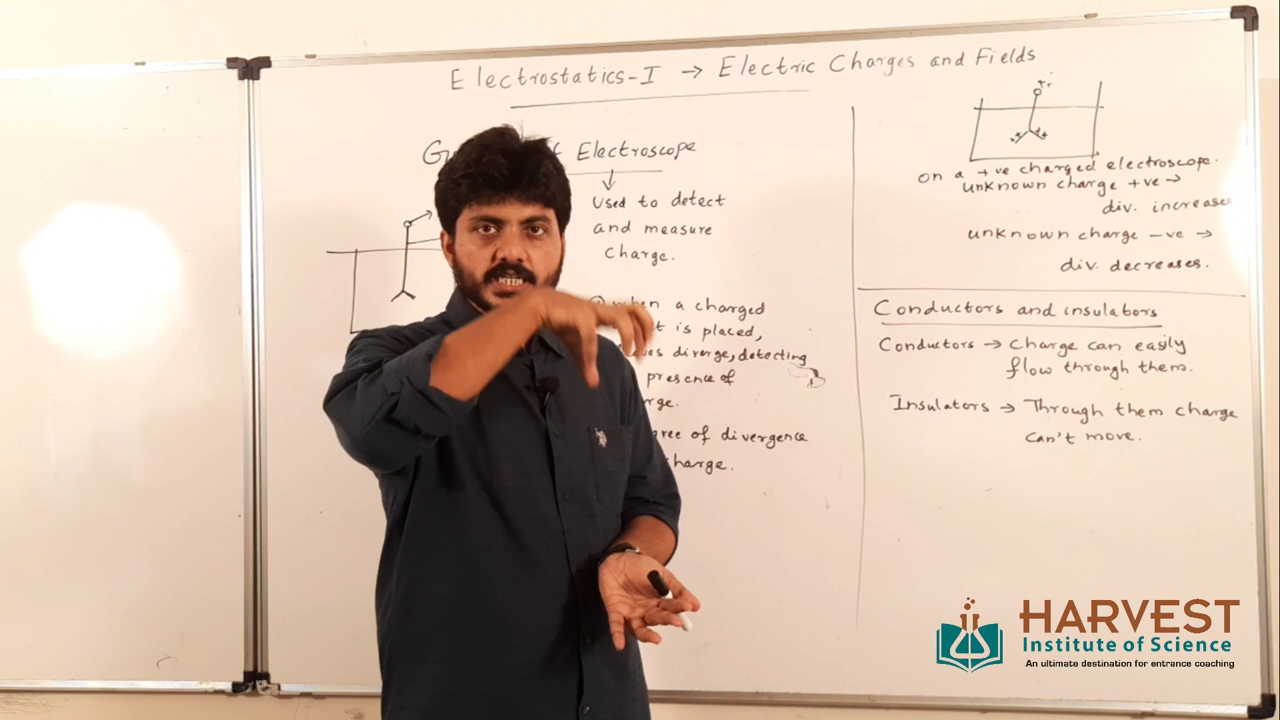 Electrostatics-I → Electric Charges and Fields
Electroscope
↓
Used to detect
and measure
Charge.
when a charged
is placed,
diverge, detecting
presence of
of divergence
on a +ve charged electroscope.
unknown charge +ve →
div. increases
unknown charge -ve →
div. decreases.
Conductors and insulators
Conductors → Charge can easily
flow through them.
Insulators → Through them charge
can't move.
HARVEST
Institute of Science
An ultimate destination for entrance coaching